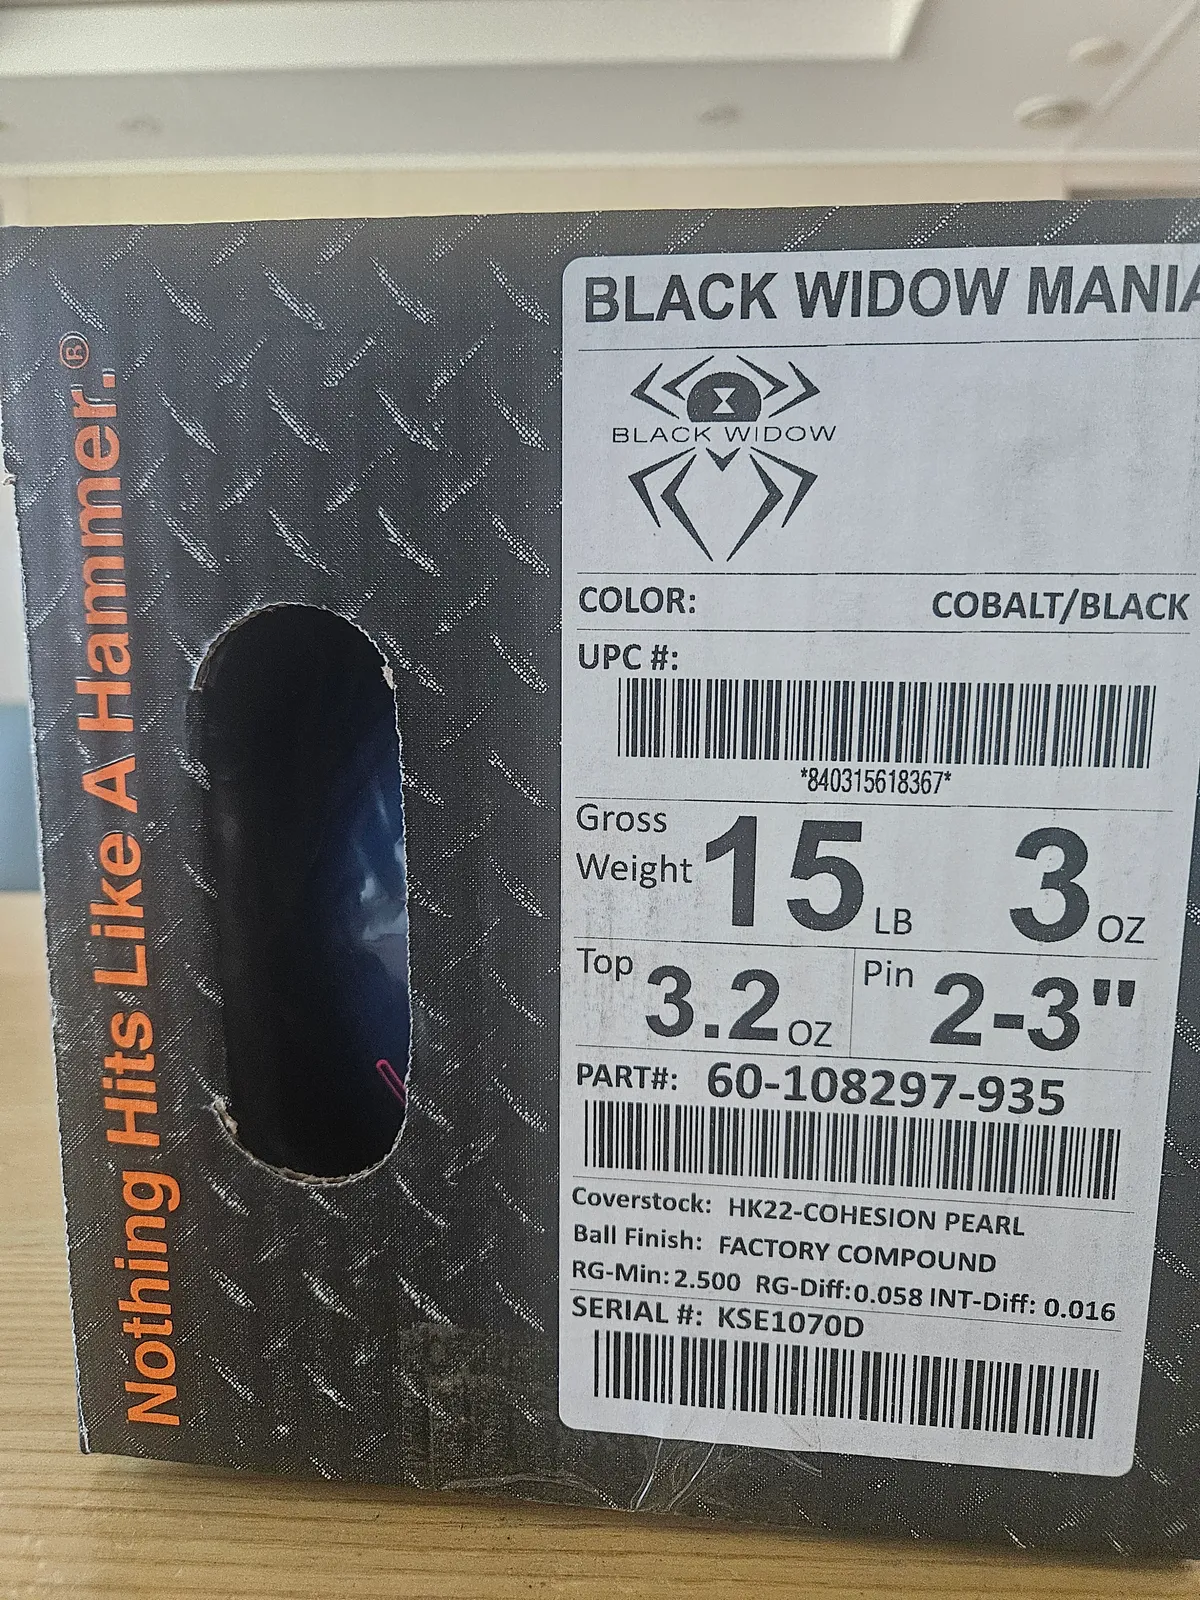 Nothing Hits Like A Hammer.®
BLACK WIDOW MANIA
BLACK WIDOW
COLOR: COBALT/BLACK
UPC #:
*840315618367*
Gross Weight 15 LB 3 OZ
Top 3.2 OZ Pin 2-3"
PART#: 60-108297-935
Coverstock: HK22-COHESION PEARL
Ball Finish: FACTORY COMPOUND
RG-Min: 2.500 RG-Diff: 0.058 INT-Diff: 0.016
SERIAL #: KSE1070D